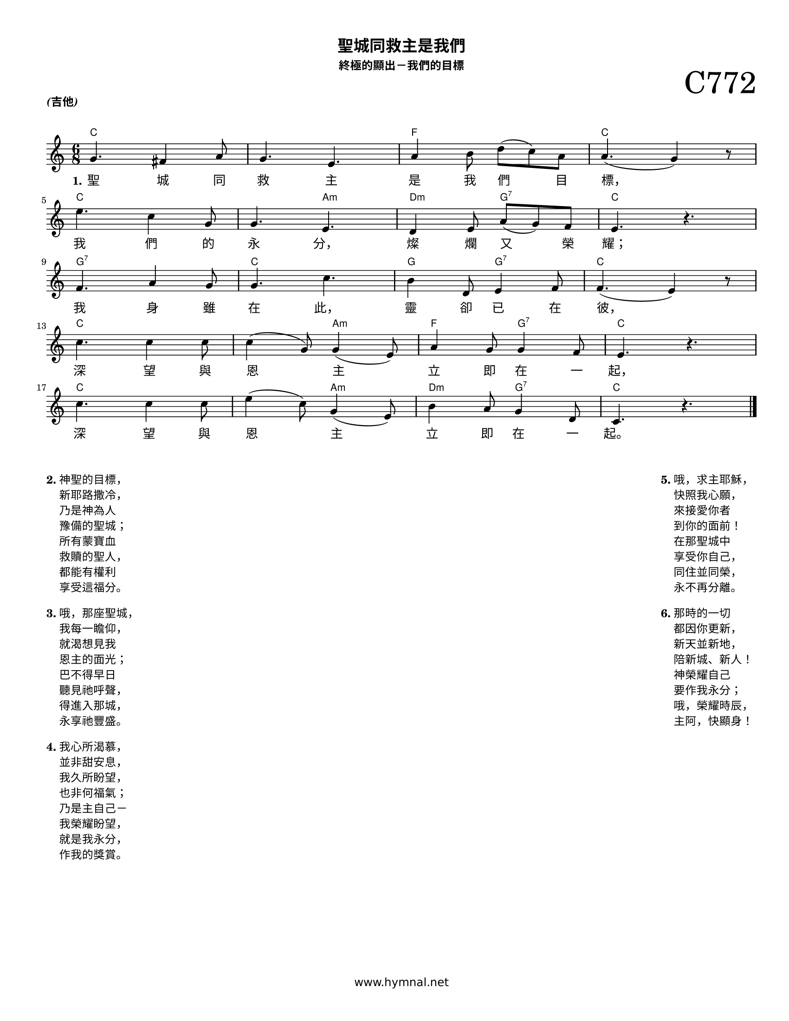 聖城同救主是我們
終極的顯出－我們的目標
C772
(吉他)
C F C
1. 聖 城 同 救 主 是 我 們 目 標，
5 C Am Dm G7 C
我 們 的 永 分， 燦 爛 又 榮 耀；
9 G7 C G G7 C
我 身 雖 在 此， 靈 卻 已 在 彼，
13 C Am F G7 C
深 望 與 恩 主 立 即 在 一 起，
17 C Am Dm G7 C
深 望 與 恩 主 立 即 在 一 起。
2. 神聖的目標，
新耶路撒冷，
乃是神為人
豫備的聖城；
所有蒙寶血
救贖的聖人，
都能有權利
享受這福分。
3. 哦，那座聖城，
我每一瞻仰，
就渴想見我
恩主的面光；
巴不得早日
聽見祂呼聲，
得進入那城，
永享祂豐盛。
4. 我心所渴慕，
並非甜安息，
我久所盼望，
也非何福氣；
乃是主自己－
我榮耀盼望，
就是我永分，
作我的獎賞。
5. 哦，求主耶穌，
快照我心願，
來接愛你者
到你的面前！
在那聖城中
享受你自己，
同住並同榮，
永不再分離。
6. 那時的一切
都因你更新，
新天並新地，
陪新城、新人！
神榮耀自己
要作我永分；
哦，榮耀時辰，
主阿，快顯身！
www.hymnal.net